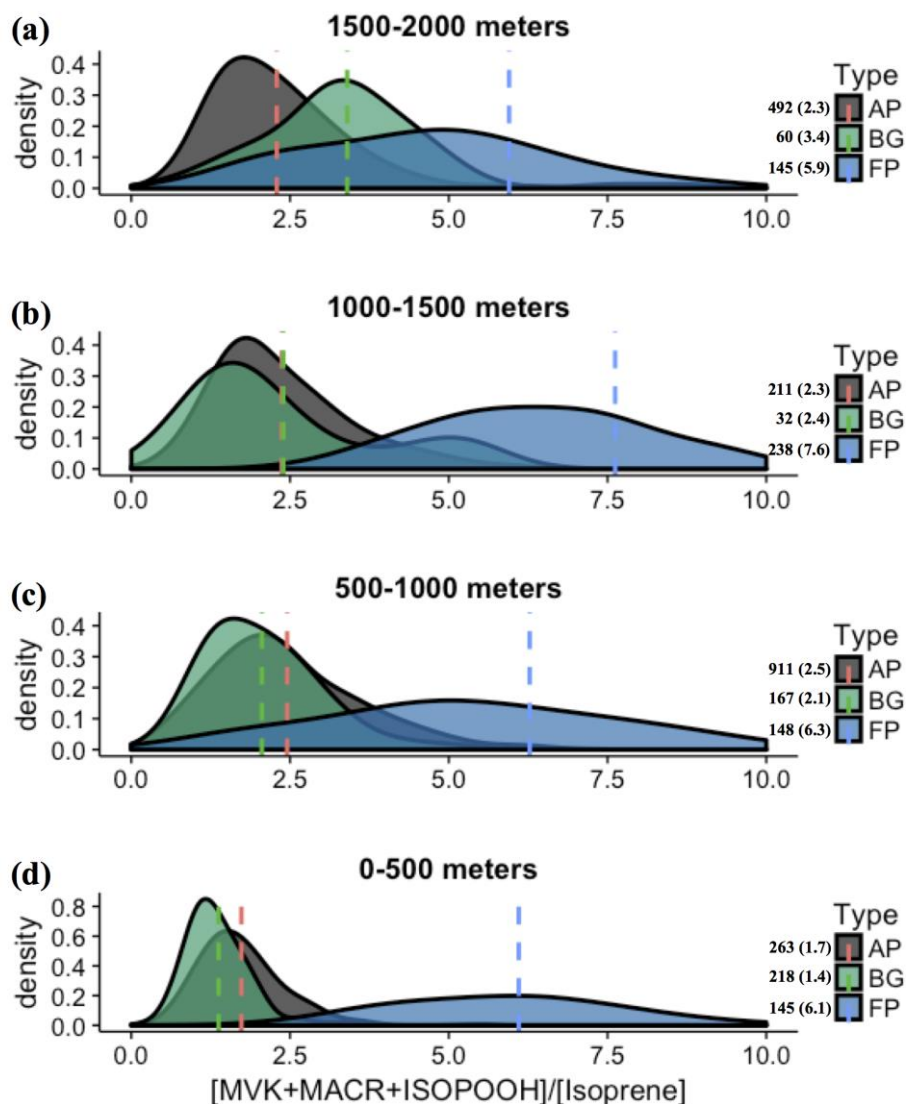 (a)
1500-2000 meters
density
0.4
0.3
0.2
0.1
0.0
0.0 2.5 5.0 7.5 10.0
Type
492 (2.3) AP
60 (3.4) BG
145 (5.9) FP
(b)
1000-1500 meters
density
0.4
0.3
0.2
0.1
0.0
0.0 2.5 5.0 7.5 10.0
Type
211 (2.3) AP
32 (2.4) BG
238 (7.6) FP
(c)
500-1000 meters
density
0.4
0.3
0.2
0.1
0.0
0.0 2.5 5.0 7.5 10.0
Type
911 (2.5) AP
167 (2.1) BG
148 (6.3) FP
(d)
0-500 meters
density
0.8
0.6
0.4
0.2
0.0
0.0 2.5 5.0 7.5 10.0
Type
263 (1.7) AP
218 (1.4) BG
145 (6.1) FP
[MVK+MACR+ISOPOOH]/[Isoprene]